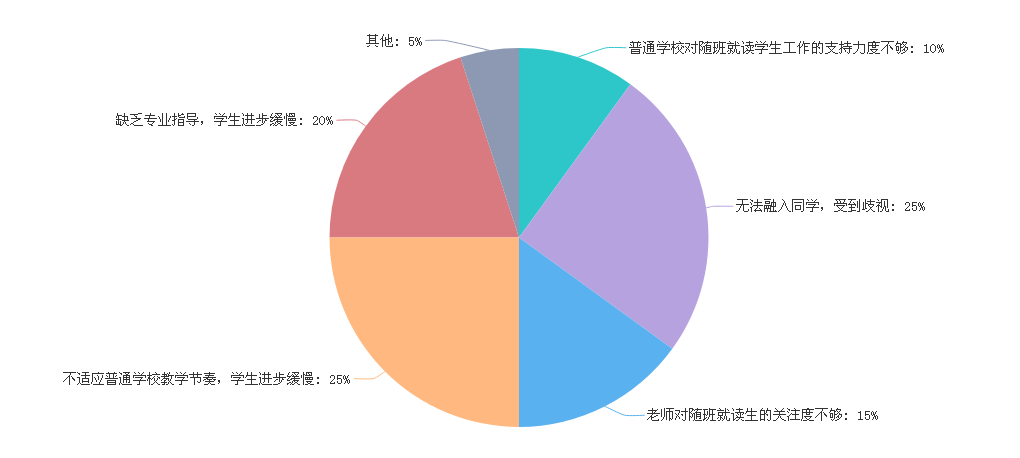 其他: 5%
普通学校对随班就读学生工作的支持力度不够: 10%
缺乏专业指导，学生进步缓慢: 20%
无法融入同学，受到歧视: 25%
不适应普通学校教学节奏，学生进步缓慢: 25%
老师对随班就读生的关注度不够: 15%